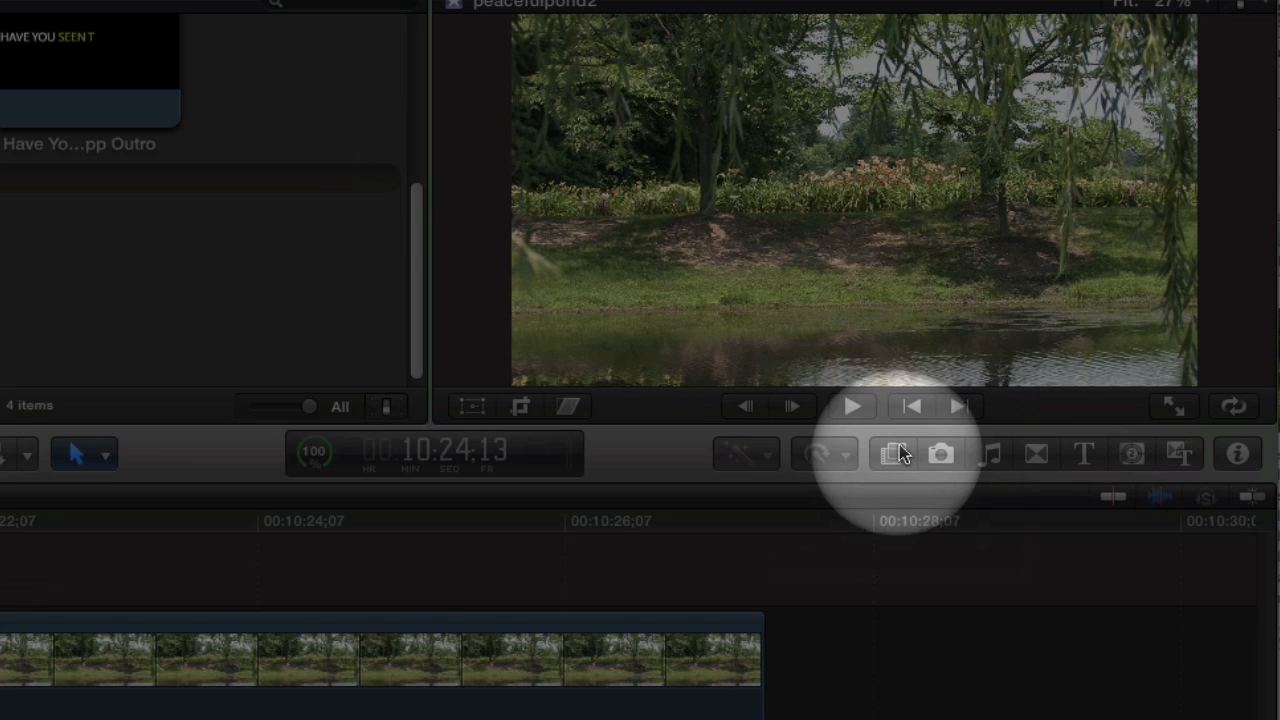 peacefulpond2
Fit: 27%
HAVE YOU SEEN T
Have Yo...pp Outro
4 items
All
100
%
00:10:24;13
HR MIN SEC FR
T
22;07
00:10:24;07
00:10:26;07
00:10:28;07
00:10:30;0